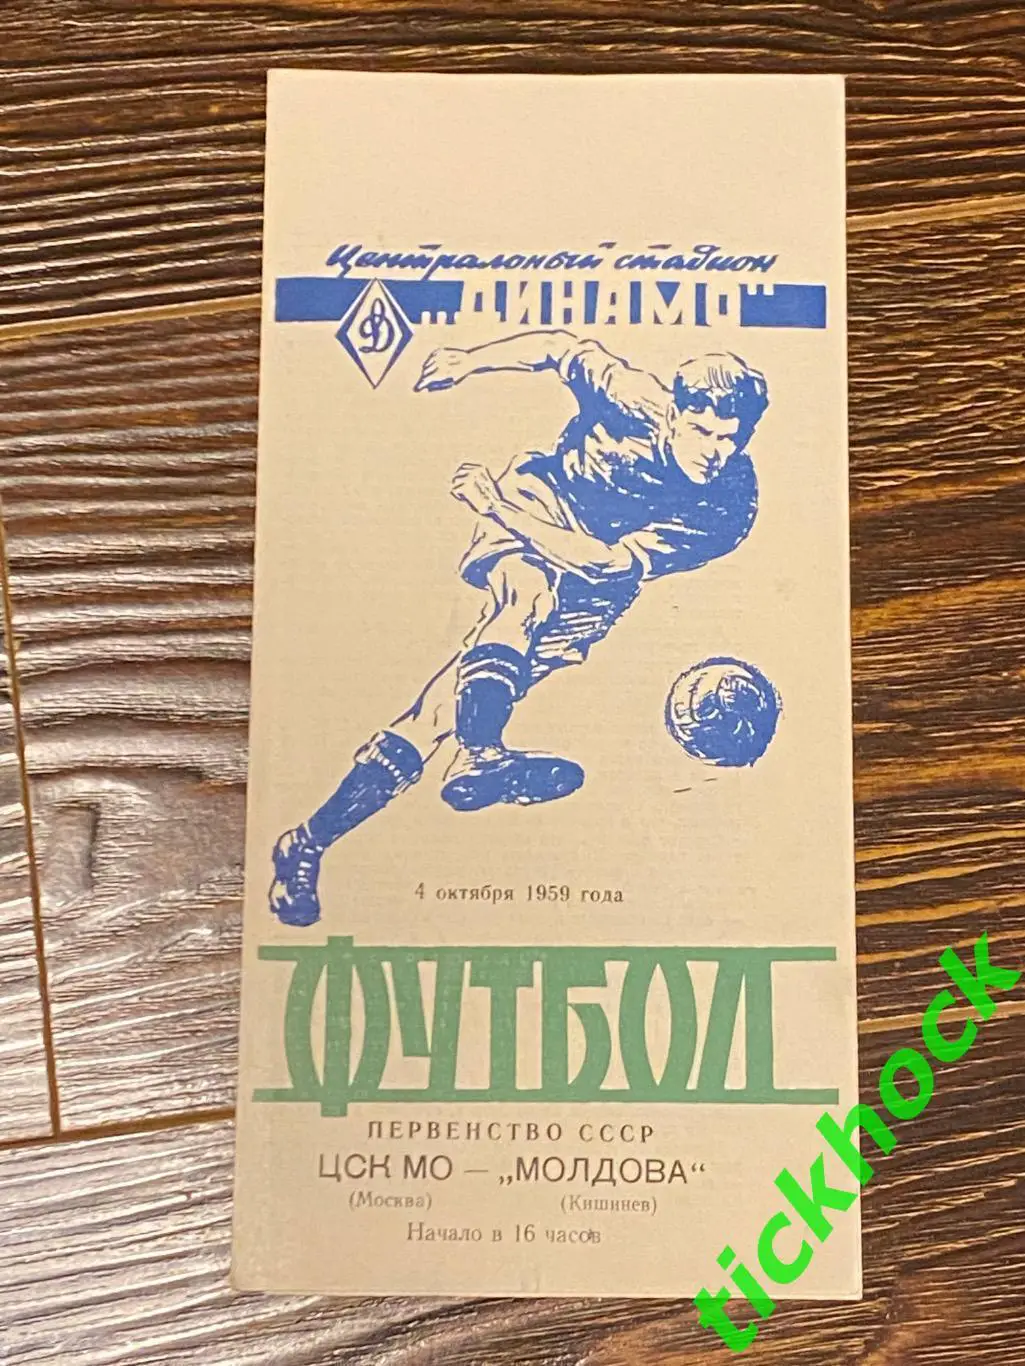 Центральный стадион
„ДИНАМО"
Д
4 октября 1959 года
ФУТБОЛ
ПЕРВЕНСТВО СССР
ЦСК МО — „МОЛДОВА"
(Москва) (Кишинев)
Начало в 16 часов
tickhock